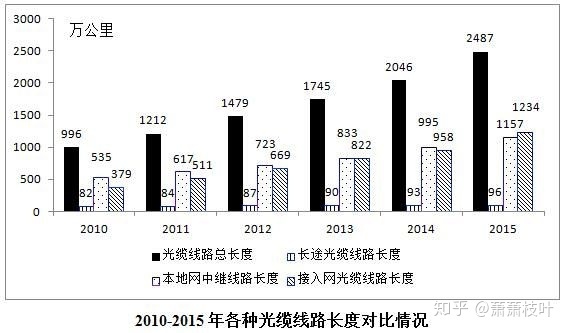 万公里
3000
2500
2000
1500
1000
500
0
996 82 535 379
1212 84 617 511
1479 87 723 669
1745 90 833 822
2046 93 995 958
2487 96 1157 1234
2010 2011 2012 2013 2014 2015
光缆线路总长度 长途光缆线路长度
本地网中继线路长度 接入网光缆线路长度
知乎 @萧萧枝叶
2010-2015年各种光缆线路长度对比情况